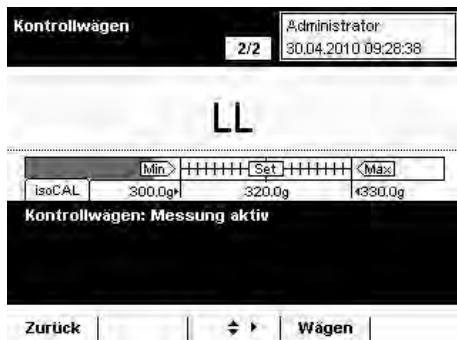 Kontrollwägen
2/2
Administrator
30.04.2010 09:28:38
LL
Min Set Max
isoCAL 300.0g 320.0g 330.0g
Kontrollwägen: Messung aktiv
Zurück Wägen